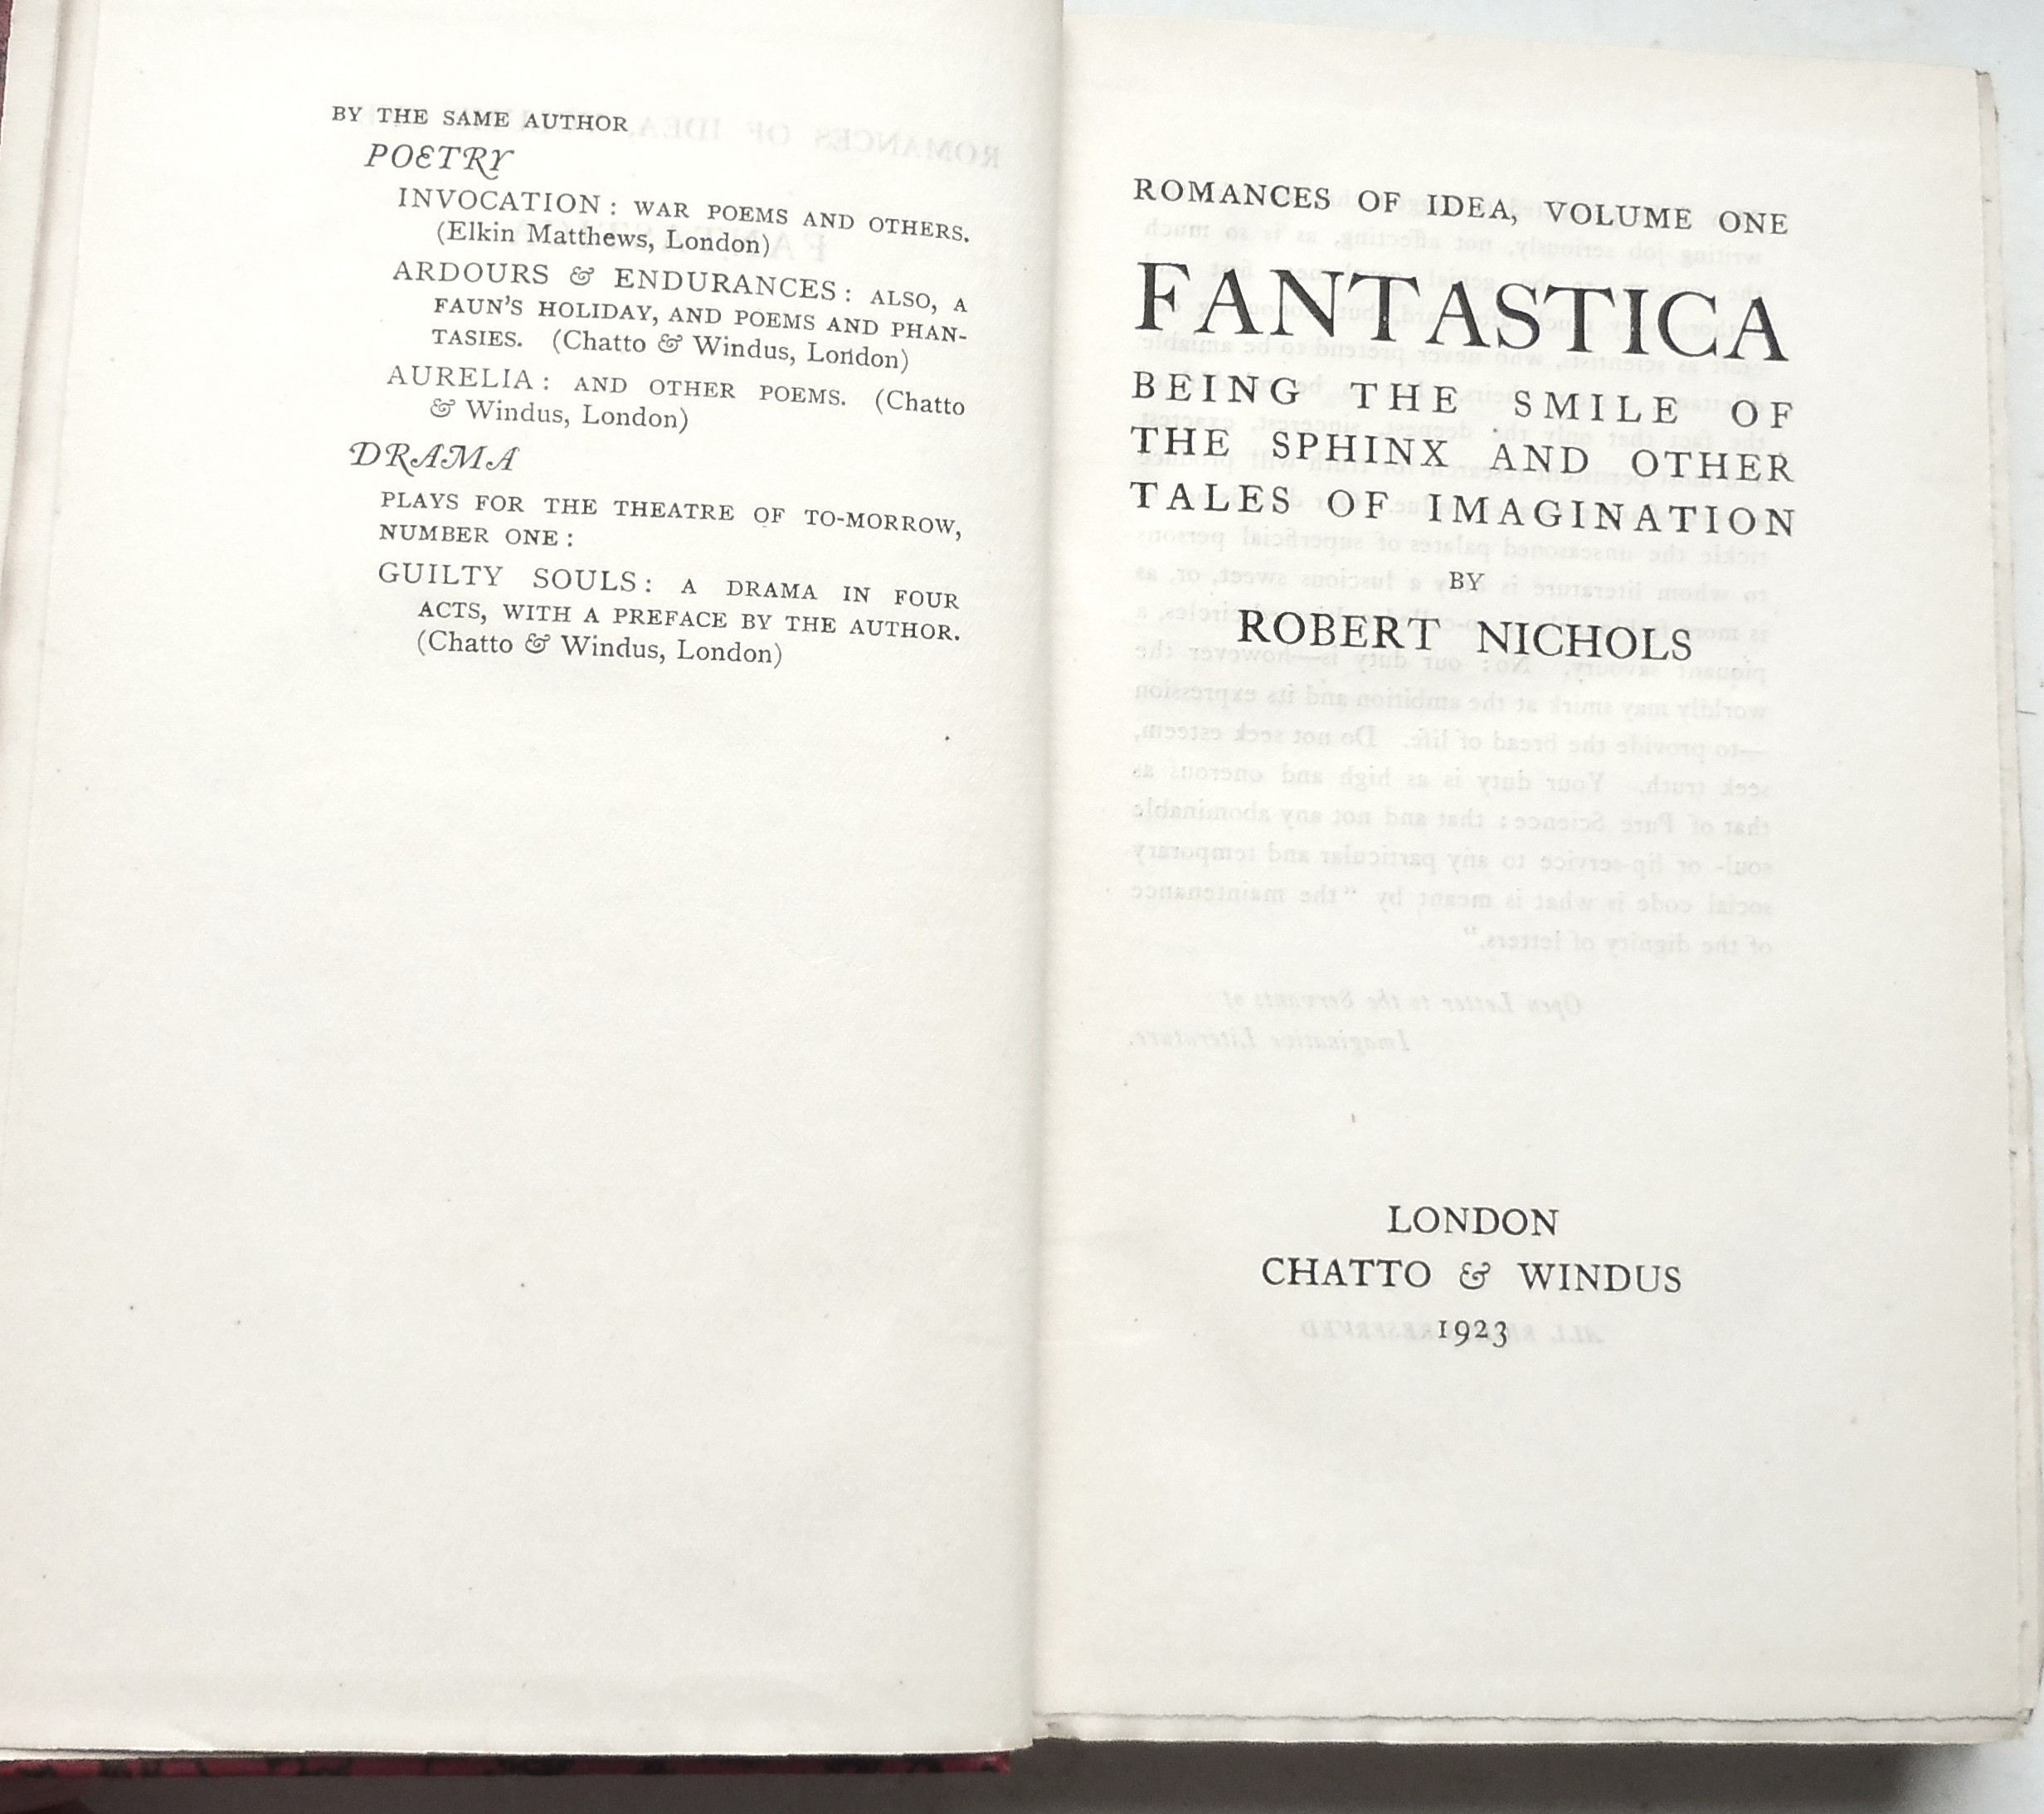 BY THE SAME AUTHOR
POETRY
INVOCATION: WAR POEMS AND OTHERS.
(Elkin Matthews, London)
ARDOURS & ENDURANCES: ALSO, A
FAUN'S HOLIDAY, AND POEMS AND PHAN-
TASIES. (Chatto & Windus, London)
AURELIA: AND OTHER POEMS. (Chatto
& Windus, London)
DRAMA
PLAYS FOR THE THEATRE OF TO-MORROW,
NUMBER ONE:
GUILTY SOULS: A DRAMA IN FOUR
ACTS, WITH A PREFACE BY THE AUTHOR.
(Chatto & Windus, London)
ROMANCES OF IDEA, VOLUME ONE
FANTASTICA
BEING THE SMILE OF
THE SPHINX AND OTHER
TALES OF IMAGINATION
BY
ROBERT NICHOLS
LONDON
CHATTO & WINDUS
1923